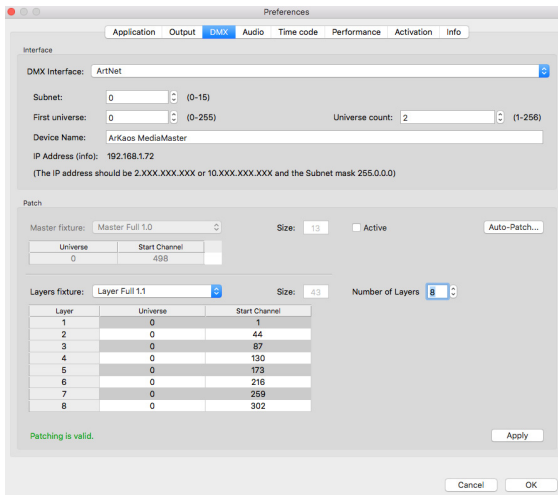 Preferences
Application Output DMX Audio Time code Performance Activation Info
Interface
DMX Interface: ArtNet
Subnet: 0 (0-15)
First universe: 0 (0-255) Universe count: 2 (1-256)
Device Name: ArKaos MediaMaster
IP Address (info): 192.168.1.72
(The IP address should be 2.XXX.XXX.XXX or 10.XXX.XXX.XXX and the Subnet mask 255.0.0.0)
Patch
Master fixture: Master Full 1.0 Size: 13 Active Auto-Patch...
Universe Start Channel
0 498
Layers fixture: Layer Full 1.1 Size: 43 Number of Layers 8
Layer Universe Start Channel
1 0 1
2 0 44
3 0 87
4 0 130
5 0 173
6 0 216
7 0 259
8 0 302
Patching is valid. Apply
Cancel OK